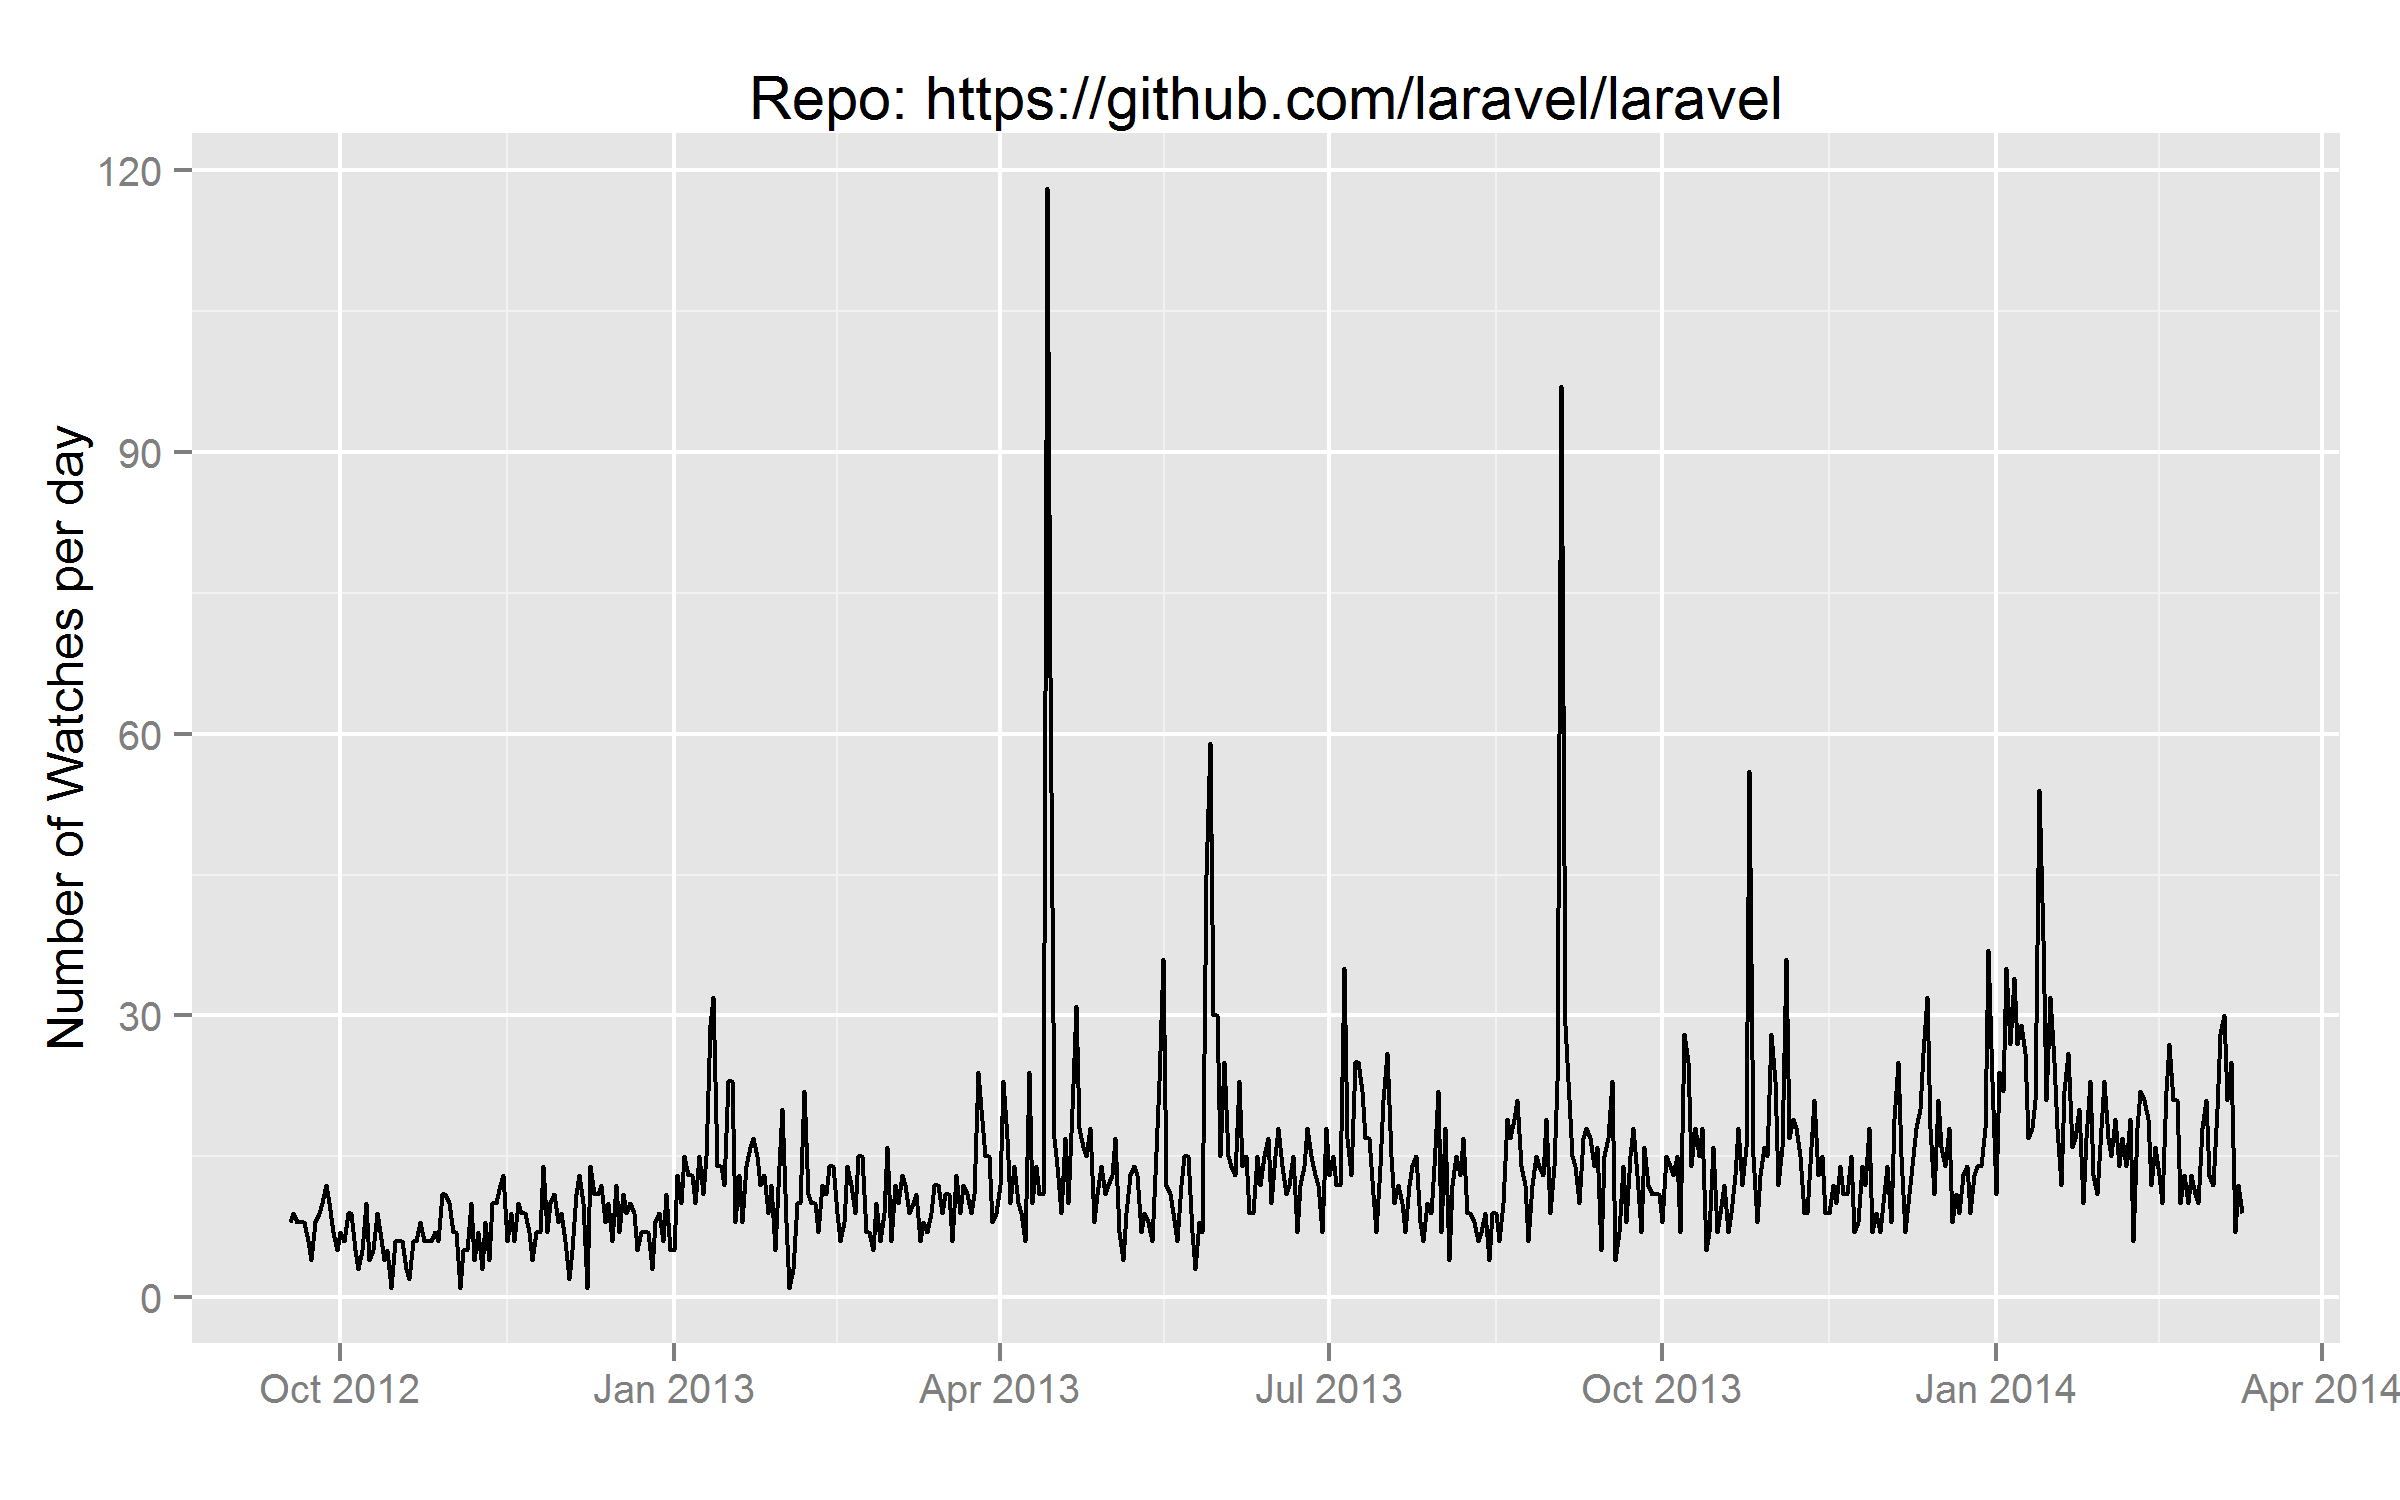 Repo: https://github.com/laravel/laravel
Number of Watches per day
120
90
60
30
0
Oct 2012 Jan 2013 Apr 2013 Jul 2013 Oct 2013 Jan 2014 Apr 2014